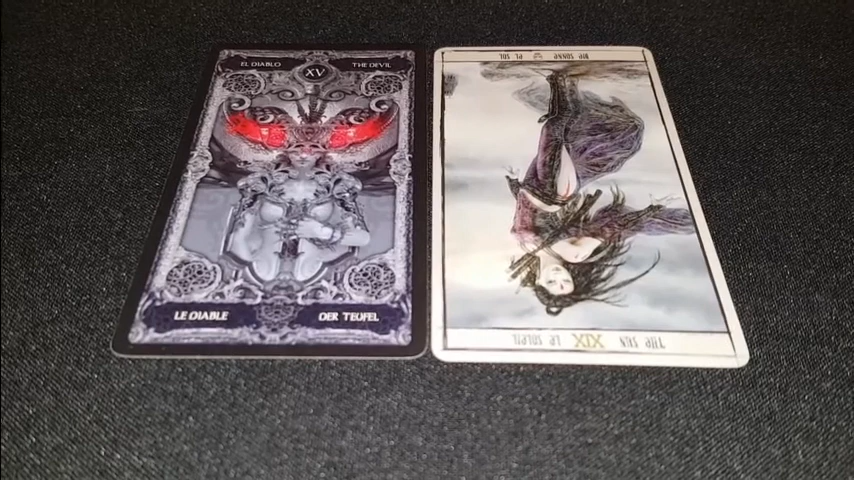 EL DIABLO
XV
THE DEVIL
LE DIABLE
DER TEUFEL
DIE SONNE
EL SOL
THE SUN
XIX
LE SOLEIL